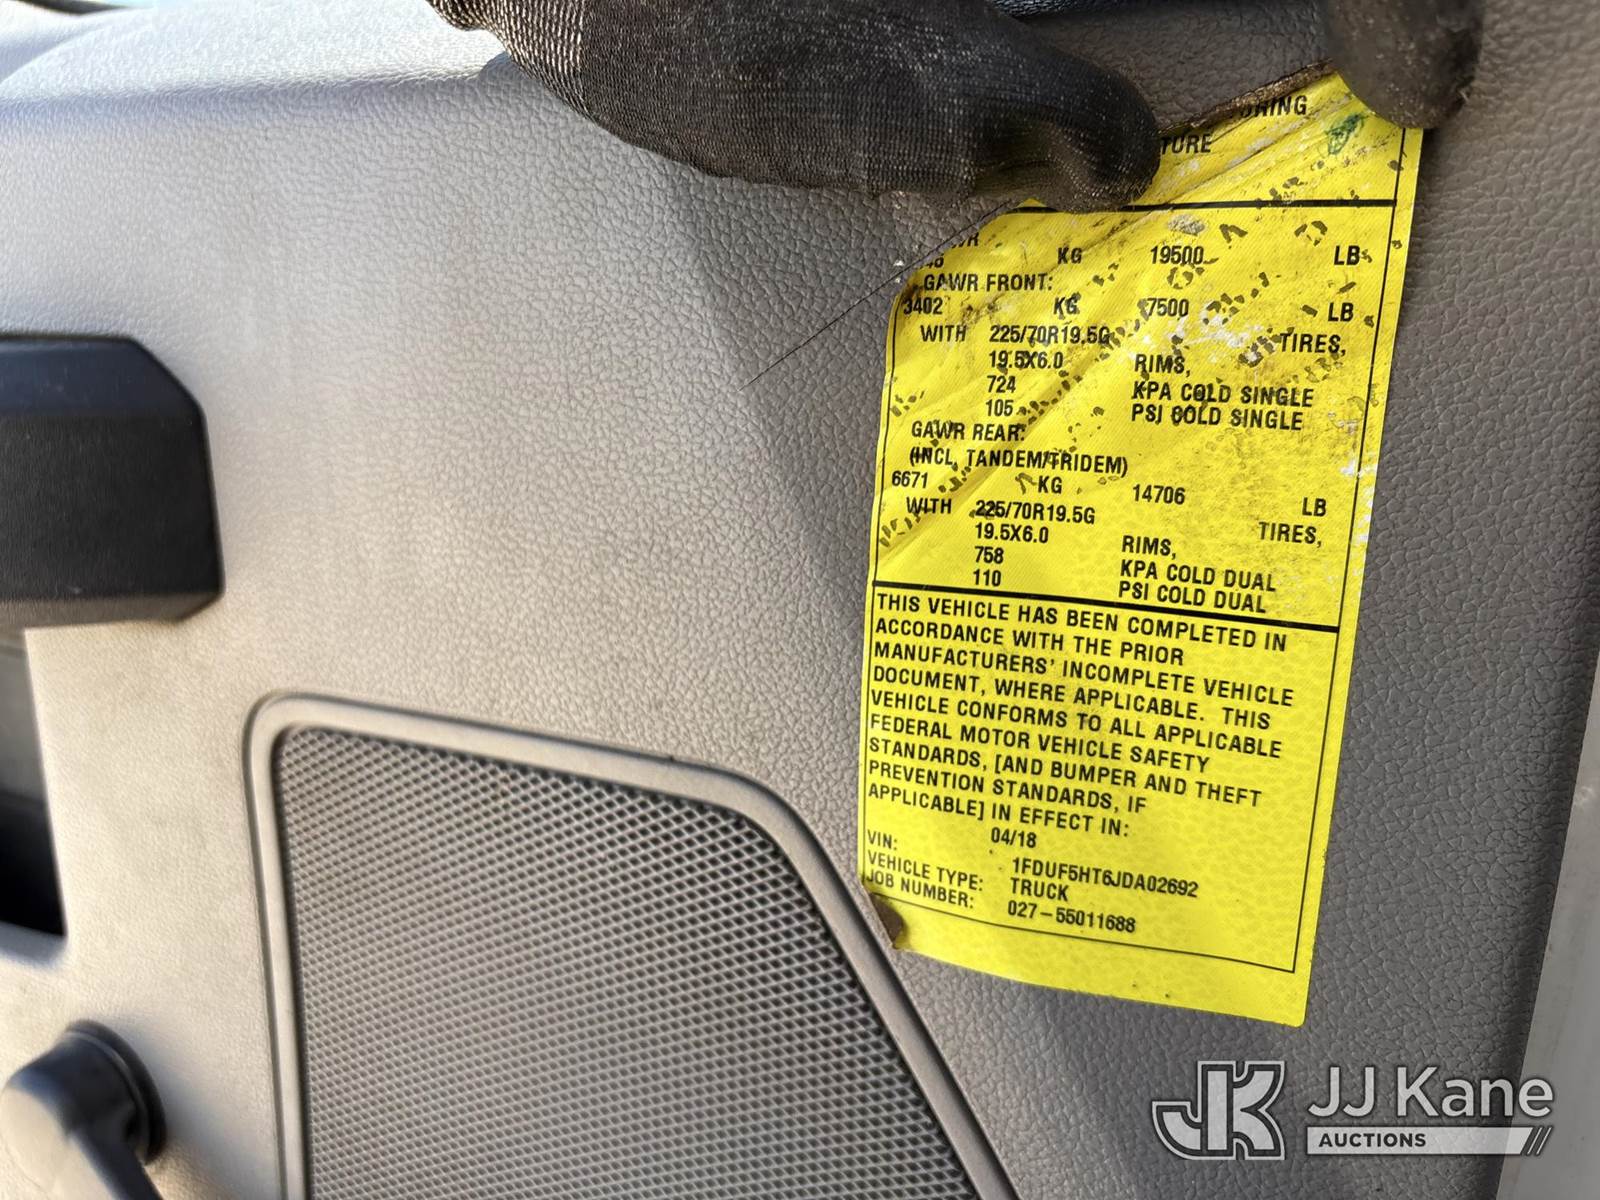 19500 LB
KG
GAWR FRONT:
3402 KG 7500 LB
WITH 225/70R19.5G TIRES,
19.5X6.0 RIMS,
724 KPA COLD SINGLE
105 PSI COLD SINGLE
GAWR REAR:
(INCL, TANDEM/TRIDEM)
6671 KG 14706 LB
WITH 225/70R19.5G TIRES,
19.5X6.0 RIMS,
758 KPA COLD DUAL
110 PSI COLD DUAL
THIS VEHICLE HAS BEEN COMPLETED IN
ACCORDANCE WITH THE PRIOR
MANUFACTURERS' INCOMPLETE VEHICLE
DOCUMENT, WHERE APPLICABLE. THIS
VEHICLE CONFORMS TO ALL APPLICABLE
FEDERAL MOTOR VEHICLE SAFETY
STANDARDS, [AND BUMPER AND THEFT
PREVENTION STANDARDS, IF
APPLICABLE] IN EFFECT IN:
04/18
VIN: 1FDUF5HT6JDA02692
VEHICLE TYPE: TRUCK
JOB NUMBER: 027-55011688
JK JJ Kane
AUCTIONS